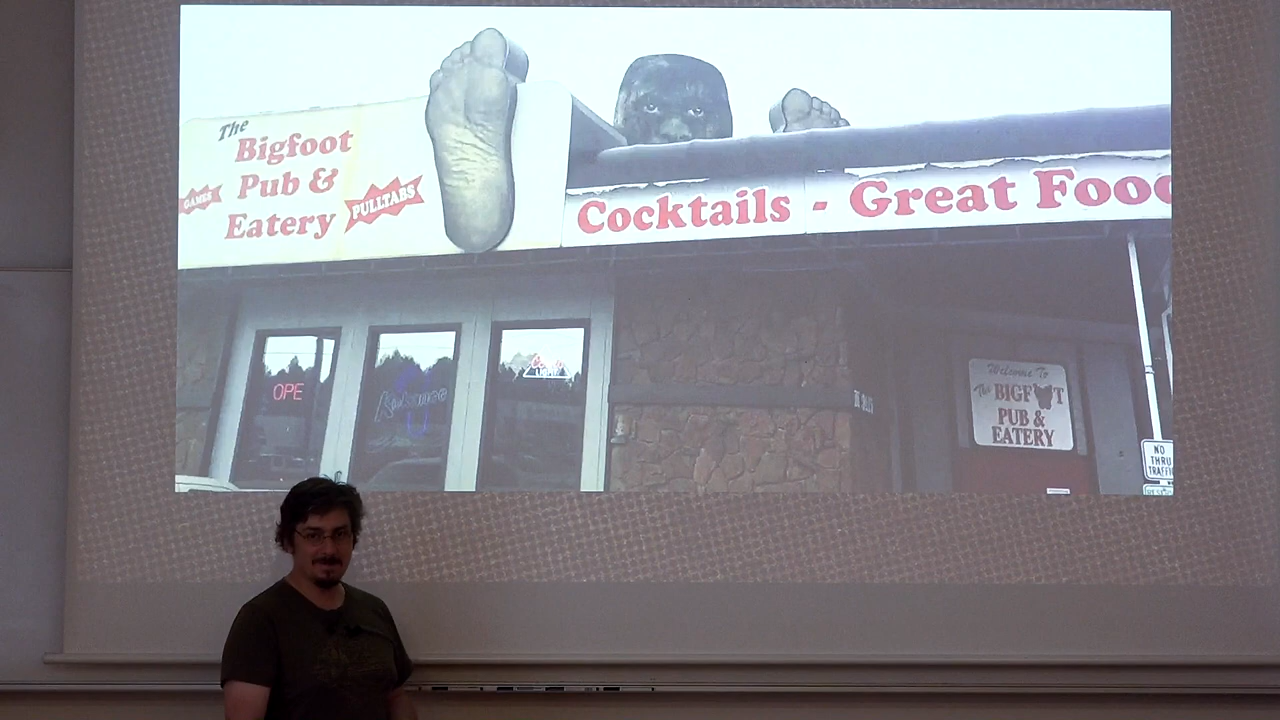 The
Bigfoot
Pub &
Eatery
GAMES
PULLTABS
Cocktails - Great Food
OPE
Welcome To
The BIGFOOT
PUB &
EATERY
NO
THRU
TRAFFIC